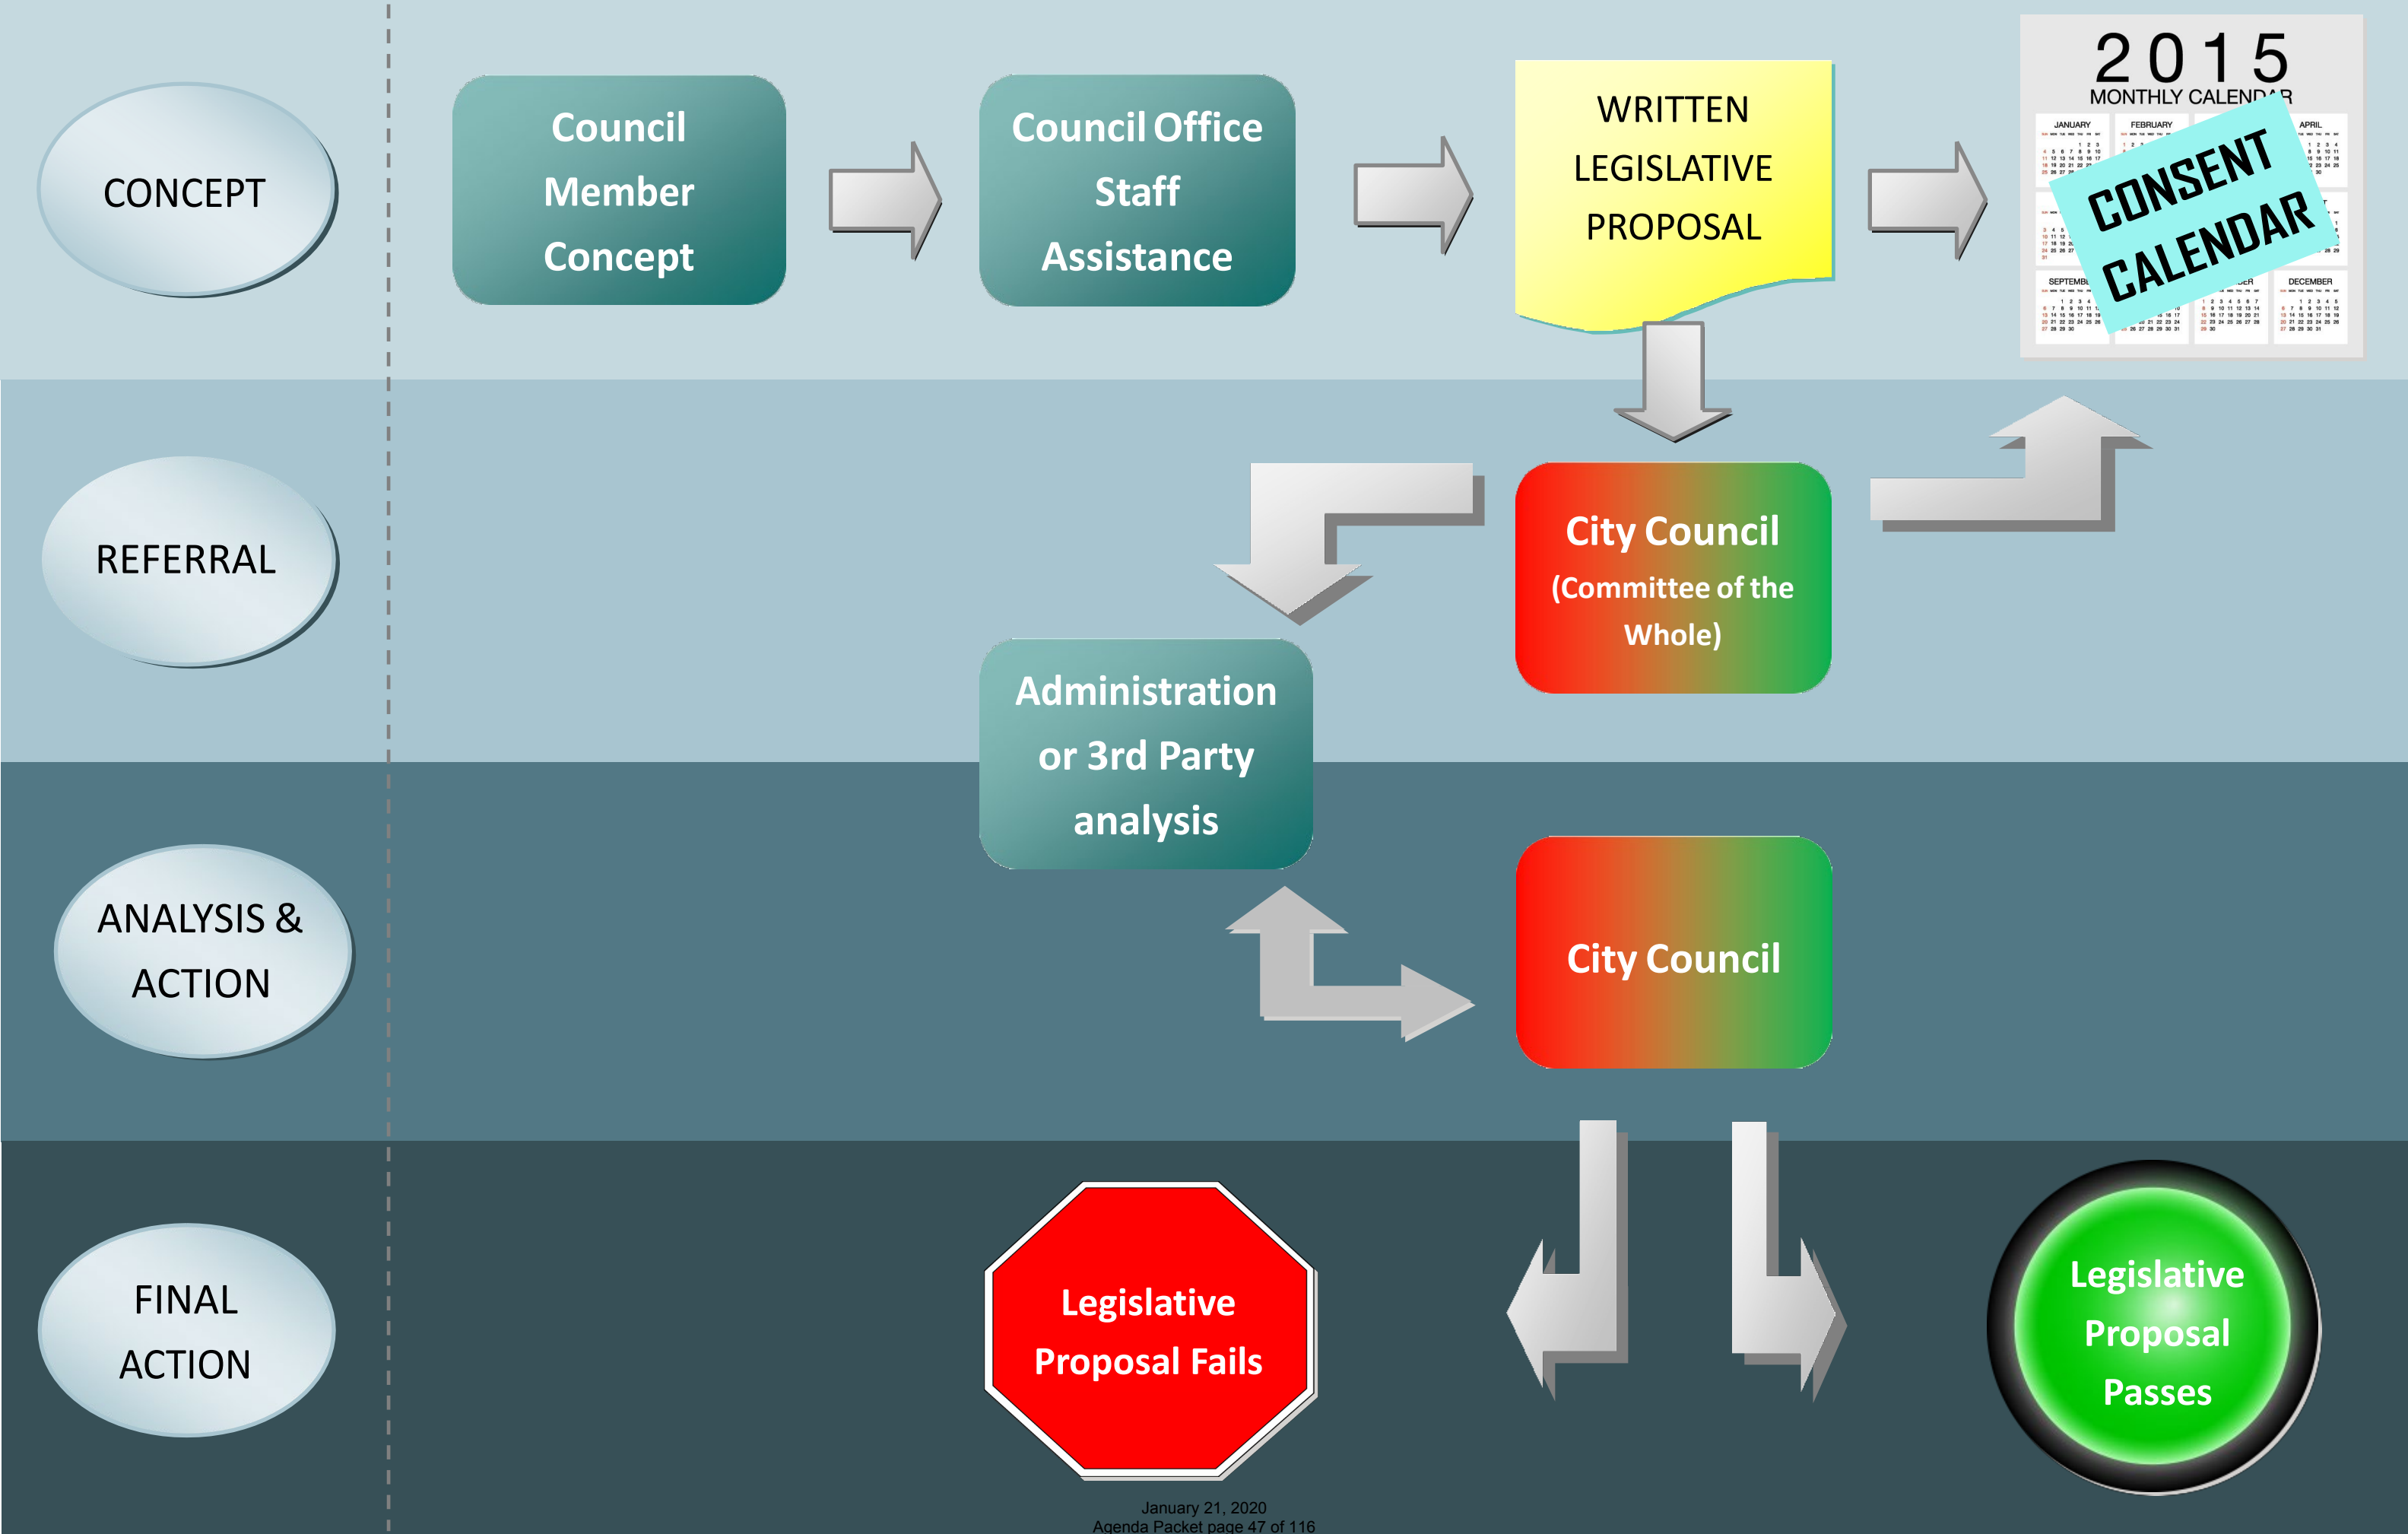 CONCEPT
Council
Member
Concept
Council Office
Staff
Assistance
WRITTEN
LEGISLATIVE
PROPOSAL
2015
MONTHLY CALENDAR
JANUARY
FEBRUARY
APRIL
CONSENT
CALENDAR
DECEMBER
REFERRAL
City Council
(Committee of the
Whole)
Administration
or 3rd Party
analysis
ANALYSIS &
ACTION
City Council
FINAL
ACTION
Legislative
Proposal Fails
Legislative
Proposal
Passes
January 21, 2020
Agenda Packet page 47 of 116